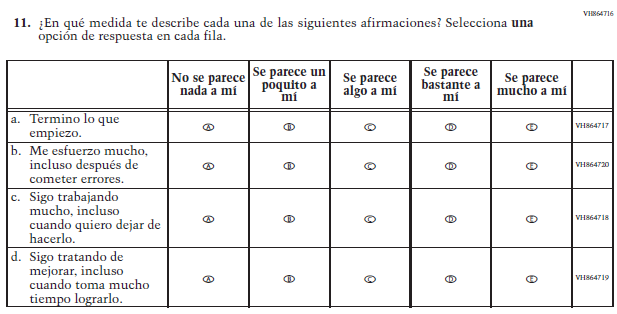 VH864716
11. ¿En qué medida te describe cada una de las siguientes afirmaciones? Selecciona una
opción de respuesta en cada fila.
No se parece
nada a mí
Se parece un
poquito a
mí
Se parece
algo a mí
Se parece
bastante a
mí
Se parece
mucho a mí
a. Termino lo que
empiezo.
A B C D E VH864717
b. Me esfuerzo mucho,
incluso después de
cometer errores.
A B C D E VH864720
c. Sigo trabajando
mucho, incluso
cuando quiero dejar de
hacerlo.
A B C D E VH864718
d. Sigo tratando de
mejorar, incluso
cuando toma mucho
tiempo lograrlo.
A B C D E VH864719